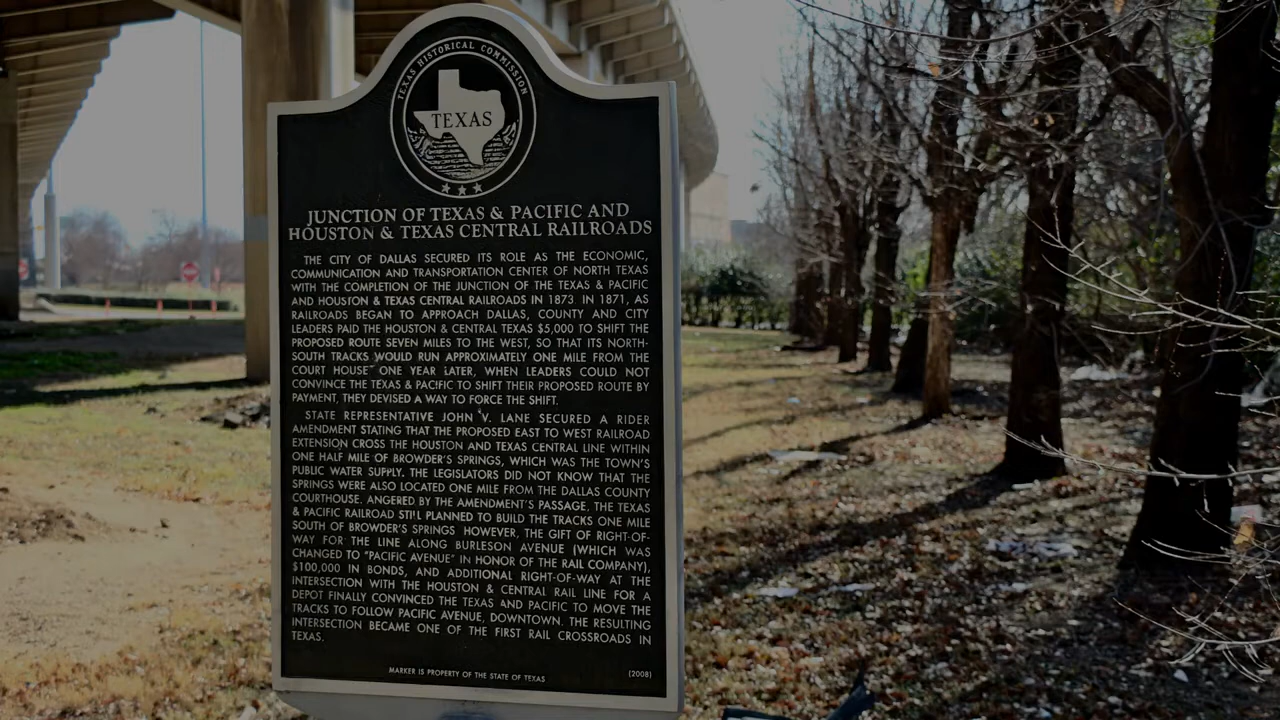 TEXAS HISTORICAL COMMISSION
TEXAS
JUNCTION OF TEXAS & PACIFIC AND
HOUSTON & TEXAS CENTRAL RAILROADS
THE CITY OF DALLAS SECURED ITS ROLE AS THE ECONOMIC,
COMMUNICATION AND TRANSPORTATION CENTER OF NORTH TEXAS
WITH THE COMPLETION OF THE JUNCTION OF THE TEXAS & PACIFIC
AND HOUSTON & TEXAS CENTRAL RAILROADS IN 1873. IN 1871, AS
RAILROADS BEGAN TO APPROACH DALLAS, COUNTY AND CITY
LEADERS PAID THE HOUSTON & CENTRAL TEXAS $5,000 TO SHIFT THE
PROPOSED ROUTE SEVEN MILES TO THE WEST, SO THAT ITS NORTH-
SOUTH TRACKS WOULD RUN APPROXIMATELY ONE MILE FROM THE
COURT HOUSE ONE YEAR LATER, WHEN LEADERS COULD NOT
CONVINCE THE TEXAS & PACIFIC TO SHIFT THEIR PROPOSED ROUTE BY
PAYMENT, THEY DEVISED A WAY TO FORCE THE SHIFT.
STATE REPRESENTATIVE JOHN V. LANE SECURED A RIDER
AMENDMENT STATING THAT THE PROPOSED EAST TO WEST RAILROAD
EXTENSION CROSS THE HOUSTON AND TEXAS CENTRAL LINE WITHIN
ONE HALF MILE OF BROWDER'S SPRINGS, WHICH WAS THE TOWN'S
PUBLIC WATER SUPPLY. THE LEGISLATORS DID NOT KNOW THAT THE
SPRINGS WERE ALSO LOCATED ONE MILE FROM THE DALLAS COUNTY
COURTHOUSE. ANGERED BY THE AMENDMENT'S PASSAGE, THE TEXAS
& PACIFIC RAILROAD STILL PLANNED TO BUILD THE TRACKS ONE MILE
SOUTH OF BROWDER'S SPRINGS HOWEVER, THE GIFT OF RIGHT-OF-
WAY FOR THE LINE ALONG BURLESON AVENUE (WHICH WAS
CHANGED TO "PACIFIC AVENUE" IN HONOR OF THE RAIL COMPANY),
$100,000 IN BONDS, AND ADDITIONAL RIGHT-OF-WAY AT THE
INTERSECTION WITH THE HOUSTON & CENTRAL RAIL LINE FOR A
DEPOT FINALLY CONVINCED THE TEXAS AND PACIFIC TO MOVE THE
TRACKS TO FOLLOW PACIFIC AVENUE, DOWNTOWN. THE RESULTING
INTERSECTION BECAME ONE OF THE FIRST RAIL CROSSROADS IN
TEXAS.
(2008)
MARKER IS PROPERTY OF THE STATE OF TEXAS